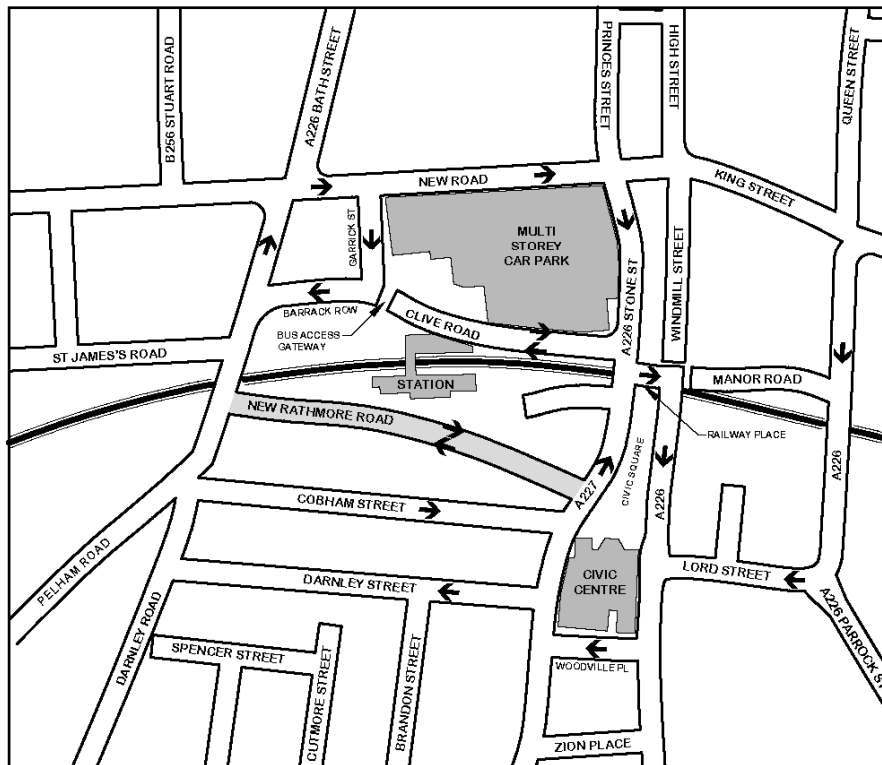 B256 STUART ROAD
A226 BATH STREET
PRINCES STREET
HIGH STREET
QUEEN STREET
NEW ROAD
KING STREET
GARRICK ST
MULTI
STOREY
CAR PARK
A226 STONE ST
WINDMILL STREET
BARRACK ROW
CLIVE ROAD
BUS ACCESS
GATEWAY
ST JAMES'S ROAD
STATION
MANOR ROAD
NEW RATHMORE ROAD
RAILWAY PLACE
CIVIC SQUARE
A227
A226
A226
COBHAM STREET
PELHAM ROAD
DARNLEY STREET
CIVIC
CENTRE
LORD STREET
A226 PARROCK ST
DARNLEY ROAD
SPENCER STREET
CUTMORE STREET
BRANDON STREET
WOODVILLE PL
ZION PLACE